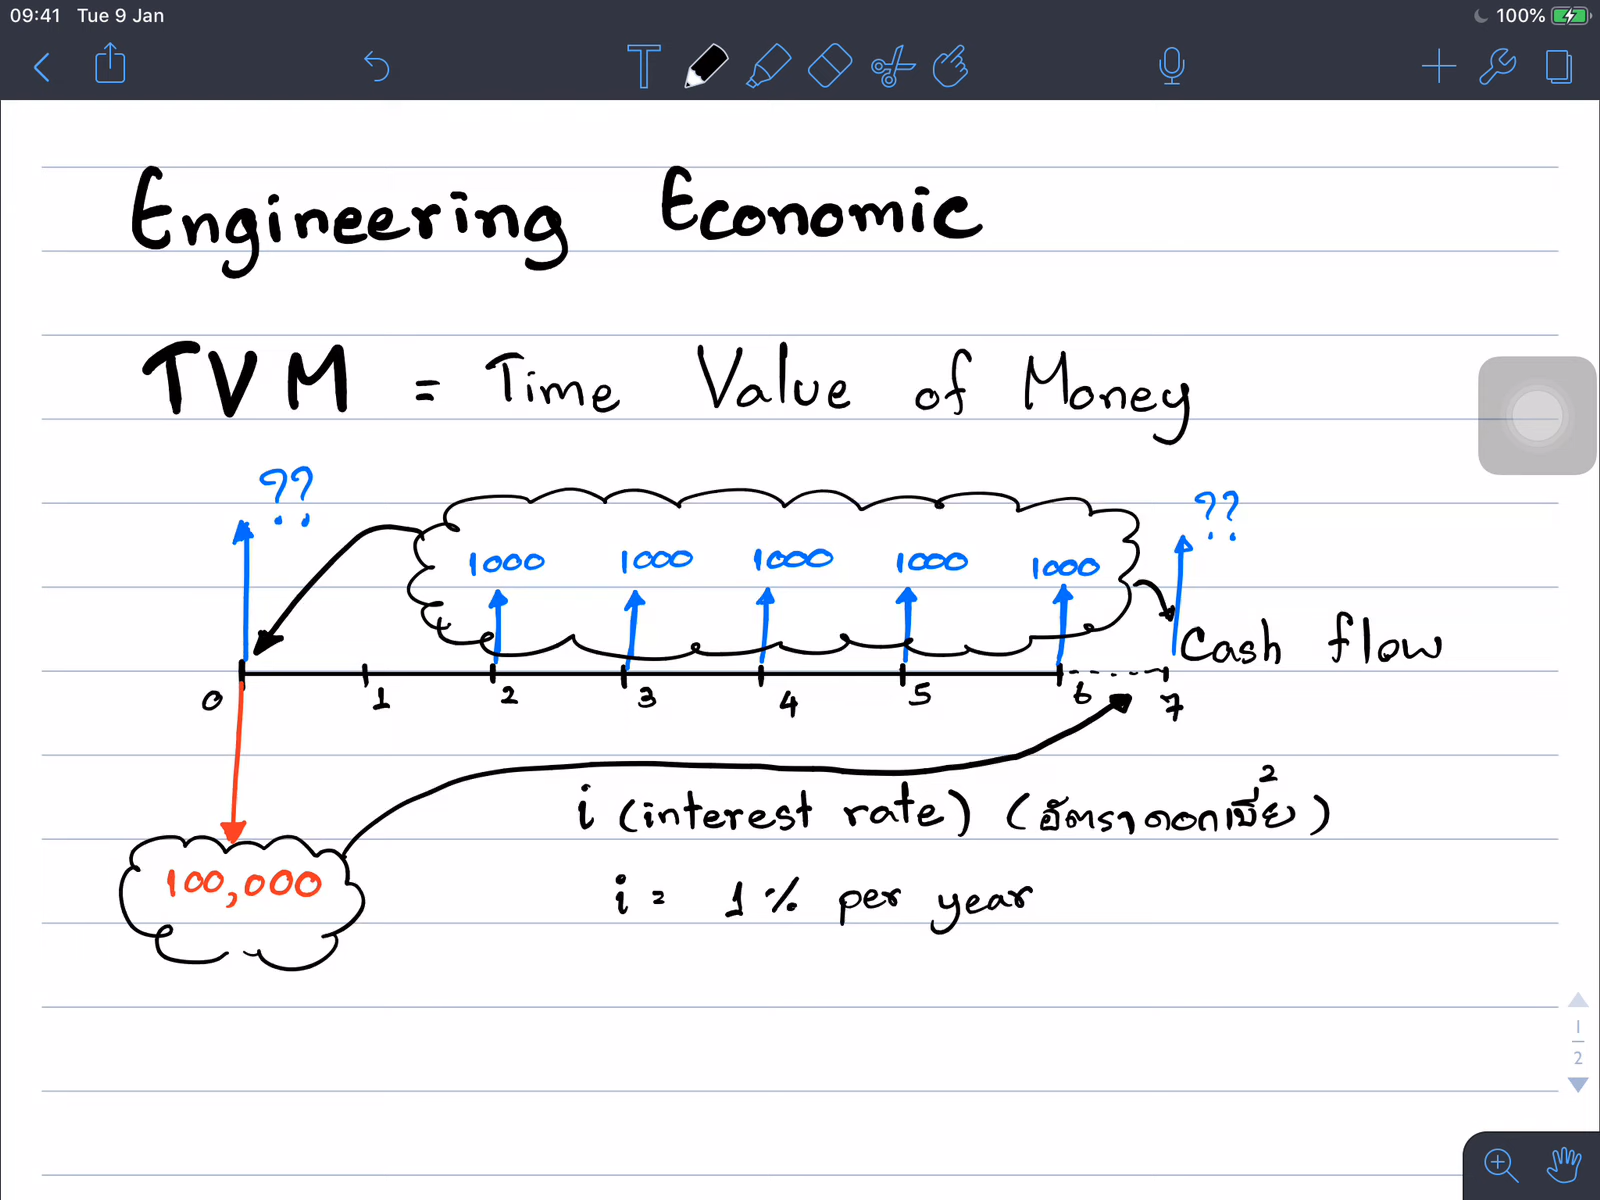 09:41 Tue 9 Jan 100%
T
Engineering Economic
TVM = Time Value of Money
?? ??
1000 1000 1000 1000 1000
Cash flow
0 1 2 3 4 5 6 7
i (interest rate) (อัตราดอกเบี้ย)
100,000
i = 1% per year
1
2